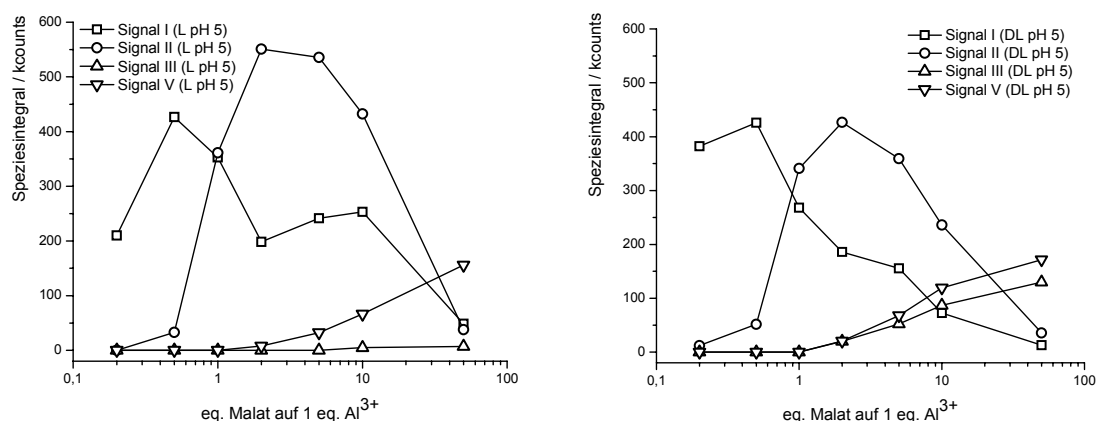 600
500
400
300
200
100
0
Speziesintegral / kcounts
Signal I (L pH 5)
Signal II (L pH 5)
Signal III (L pH 5)
Signal V (L pH 5)
0,1
1
10
100
eq. Malat auf 1 eq. Al3+
600
500
400
300
200
100
0
Speziesintegral / kcounts
Signal I (DL pH 5)
Signal II (DL pH 5)
Signal III (DL pH 5)
Signal V (DL pH 5)
0,1
1
10
100
eq. Malat auf 1 eq. Al3+